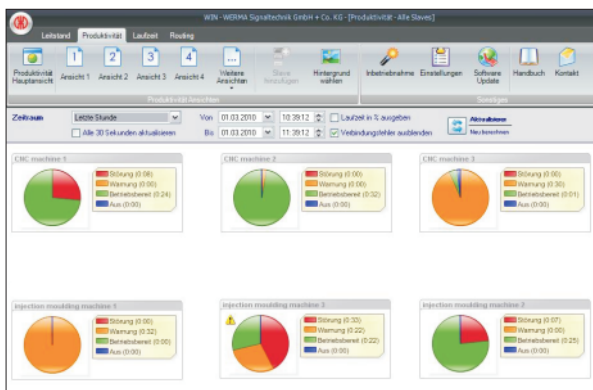 WIN - WERMA Signaltechnik GmbH + Co. KG - [Produktivität - Alle Slaves]
Leitstand Produktivität Laufzeit Routing
Produktivität Hauptansicht
Ansicht 1
Ansicht 2
Ansicht 3
Ansicht 4
Weitere Ansichten
Slave hinzufügen
Hintergrund wählen
Inbetriebnahme
Einstellungen
Software Update
Handbuch
Kontakt
Produktivität Ansichten
Sonstiges
Zeitraum Letzte Stunde Von 01.03.2010 10:39:12 Laufzeit in % ausgeben Aktualisieren
Alle 30 Sekunden aktualisieren Bis 01.03.2010 11:39:12 Verbindungsfehler ausblenden Neu berechnen
CNC machine 1
Störung (0:08)
Warnung (0:00)
Betriebsbereit (0:24)
Aus (0:00)
CNC machine 2
Störung (0:00)
Warnung (0:00)
Betriebsbereit (0:32)
Aus (0:00)
CNC machine 3
Störung (0:00)
Warnung (0:30)
Betriebsbereit (0:01)
Aus (0:00)
injection moulding machine 1
Störung (0:00)
Warnung (0:32)
Betriebsbereit (0:00)
Aus (0:00)
injection moulding machine 3
Störung (0:33)
Warnung (0:22)
Betriebsbereit (0:22)
Aus (0:00)
injection moulding machine 2
Störung (0:07)
Warnung (0:00)
Betriebsbereit (0:25)
Aus (0:00)